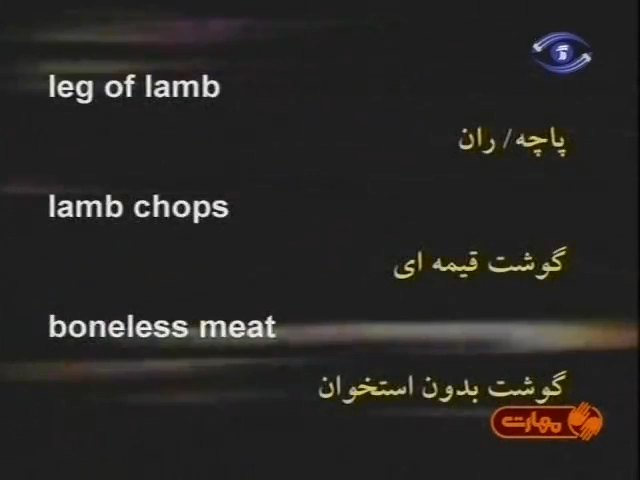 leg of lamb
پاچه/ ران
lamb chops
گوشت قیمه ای
boneless meat
گوشت بدون استخوان
مهارت